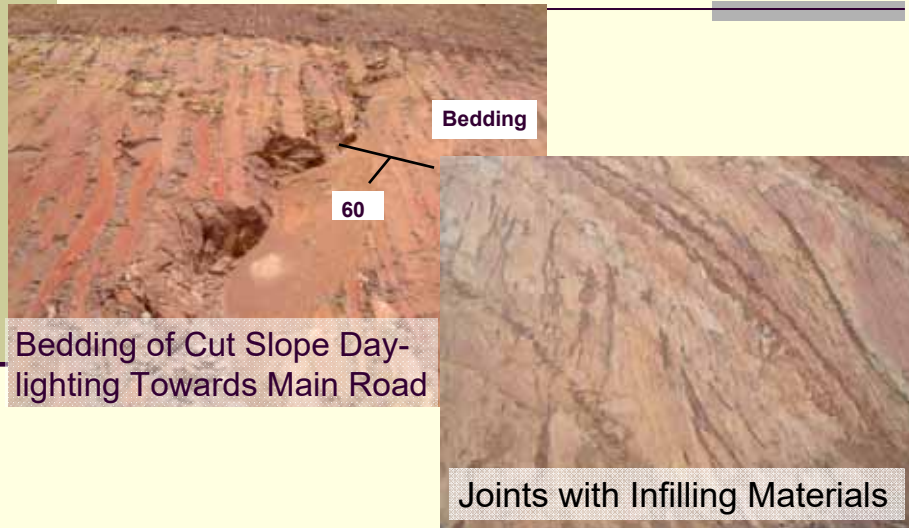 Bedding
60
Bedding of Cut Slope Day-
lighting Towards Main Road
Joints with Infilling Materials